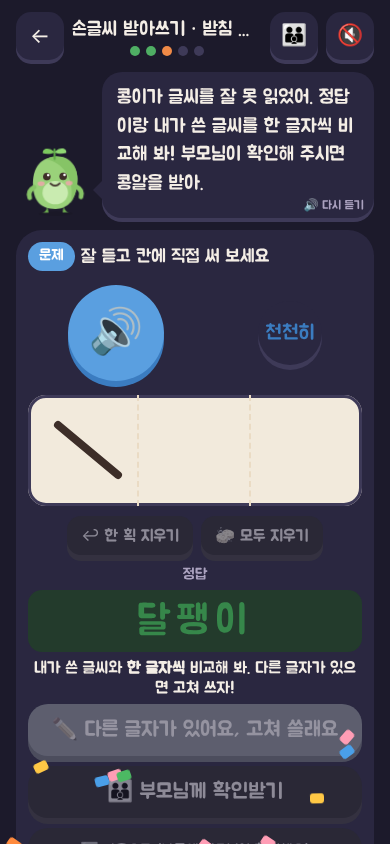 손글씨 받아쓰기 · 받침 ...
콩이가 글씨를 잘 못 읽었어. 정답
이랑 내가 쓴 글씨를 한 글자씩 비
교해 봐! 부모님이 확인해 주시면
콩알을 받아.
다시 듣기
문제 잘 듣고 칸에 직접 써 보세요
천천히
한 획 지우기 모두 지우기
정답
달팽이
내가 쓴 글씨와 한 글자씩 비교해 봐. 다른 글자가 있으
면 고쳐 쓰자!
다른 글자가 있어요, 고쳐 쓸래요
부모님께 확인받기